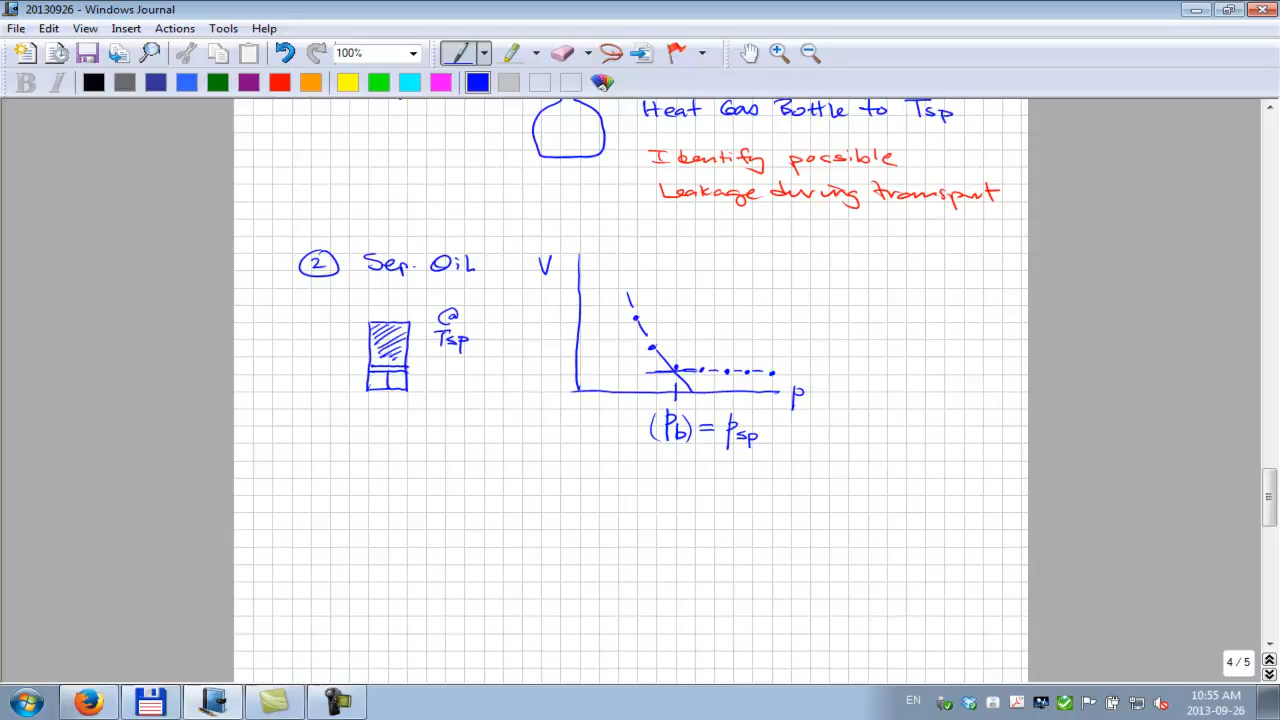 20130926 - Windows Journal
File Edit View Insert Actions Tools Help
100%
B I
Heat Gas Bottle to Tsp
Identify possible
Leakage during transport
2 Sep. Oil V
@
Tsp
p
(Pb) = Psp
4 / 5
EN
10:55 AM
2013-09-26